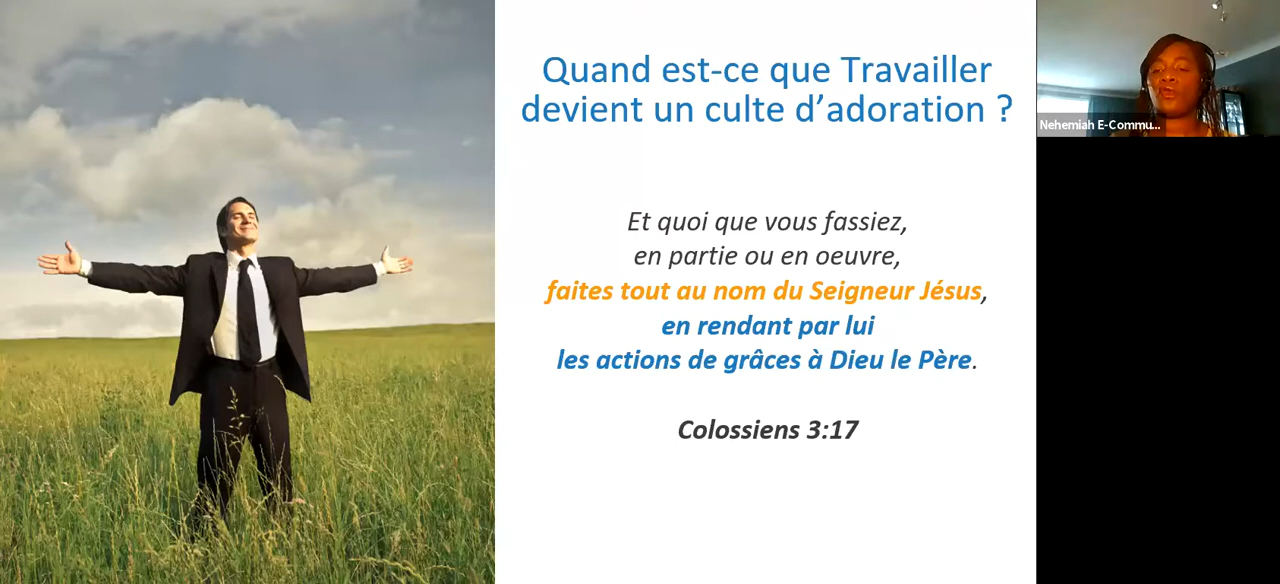 Quand est-ce que Travailler
devient un culte d’adoration ?
Et quoi que vous fassiez,
en partie ou en oeuvre,
faites tout au nom du Seigneur Jésus,
en rendant par lui
les actions de grâces à Dieu le Père.
Colossiens 3:17
Nehemiah E-Commu...